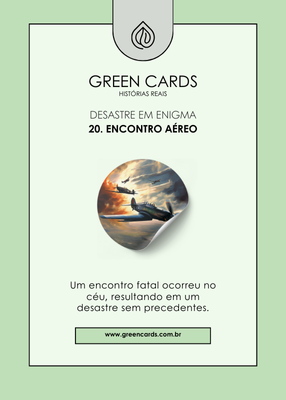 GREEN CARDS
HISTÓRIAS REAIS
DESASTRE EM ENIGMA
20. ENCONTRO AÉREO
Um encontro fatal ocorreu no
céu, resultando em um
desastre sem precedentes.
www.greencards.com.br